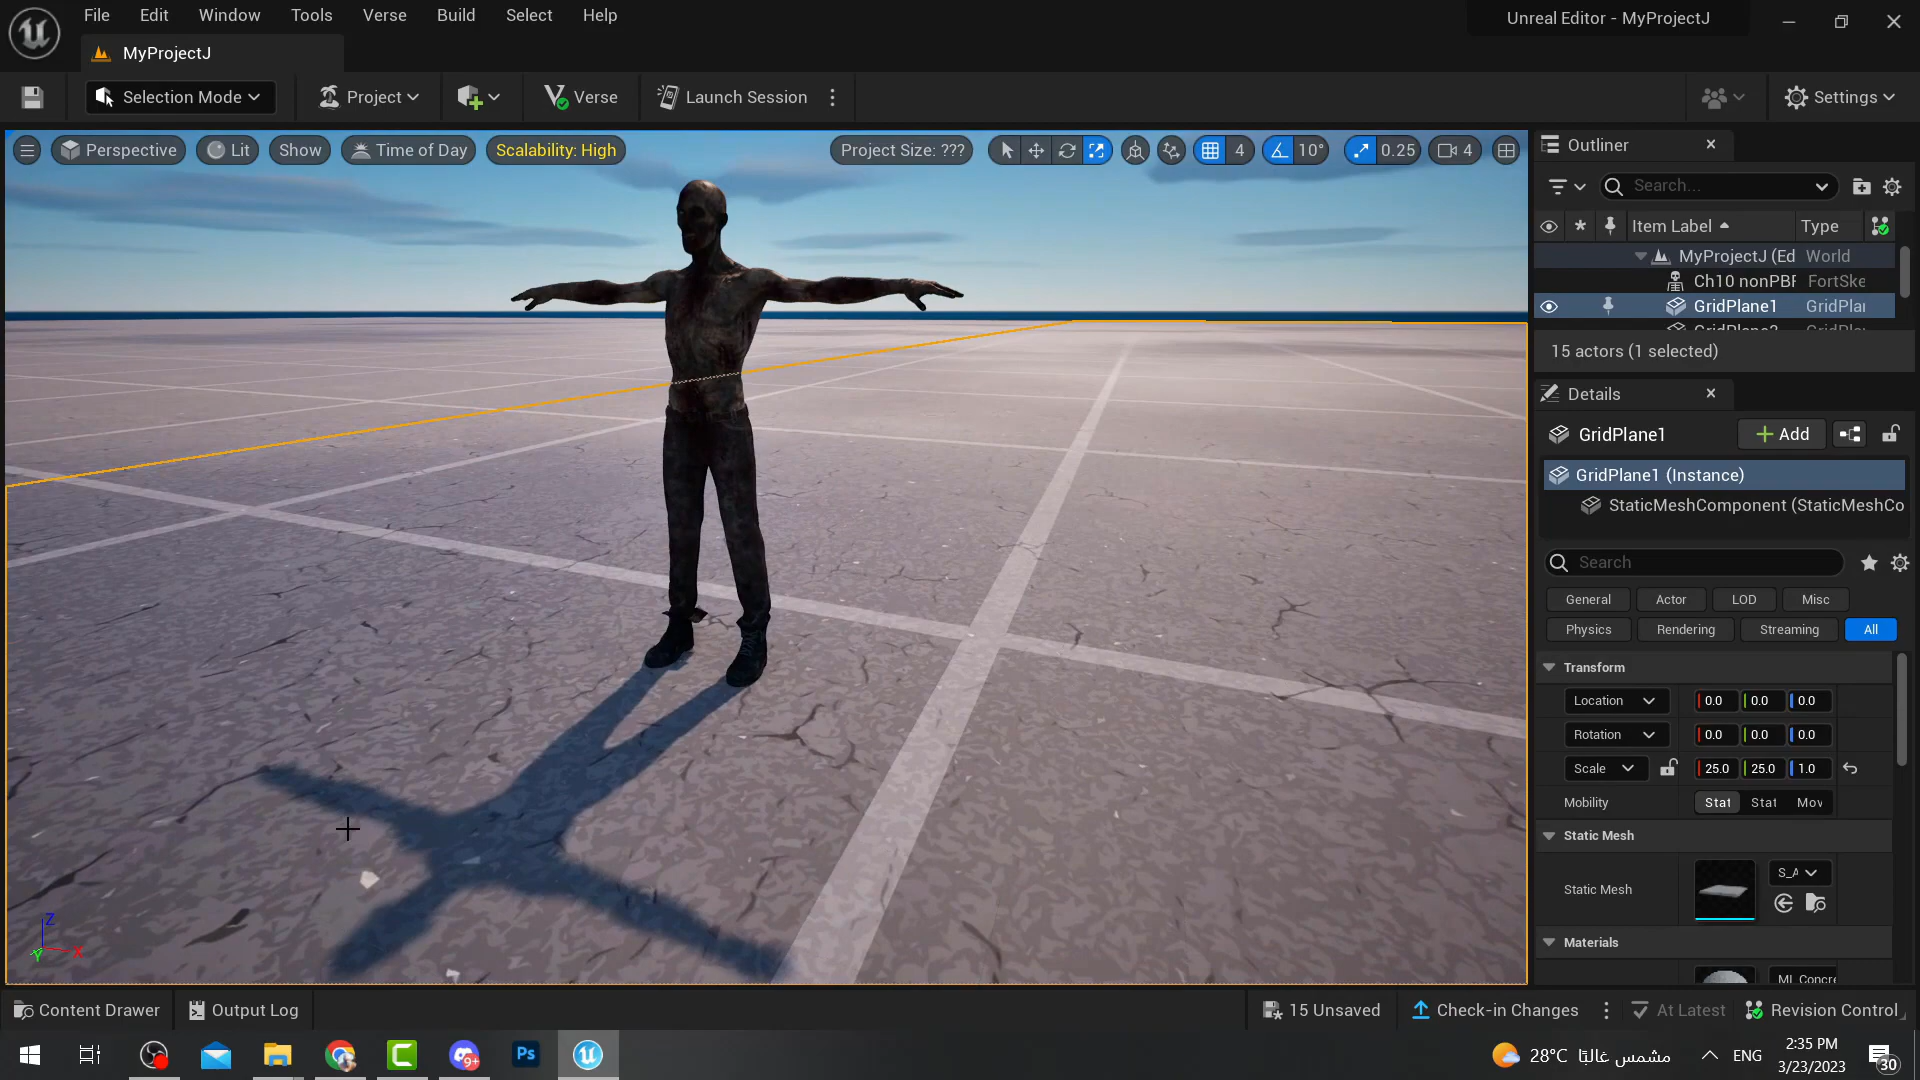 File Edit Window Tools Verse Build Select Help
Unreal Editor - MyProjectJ
MyProjectJ
Selection Mode
Project
Verse
Launch Session
Settings
Perspective
Lit
Show
Time of Day
Scalability: High
Project Size: ???
4
10°
0.25
4
Outliner
Search...
Item Label
Type
MyProjectJ (Ed World
Ch10 nonPBF FortSke
GridPlane1 GridPlai
15 actors (1 selected)
Details
GridPlane1
Add
GridPlane1 (Instance)
StaticMeshComponent (StaticMeshCo
Search
General Actor LOD Misc
Physics Rendering Streaming All
Transform
Location 0.0 0.0 0.0
Rotation 0.0 0.0 0.0
Scale 25.0 25.0 1.0
Mobility Stat Stat Mov
Static Mesh
Static Mesh
S_A
Materials
MI_Concre
Z
Y
X
Content Drawer
Output Log
15 Unsaved
Check-in Changes
At Latest
Revision Control
9+
Ps
28°C مشمس غالبًا
ENG
2:35 PM
3/23/2023
30